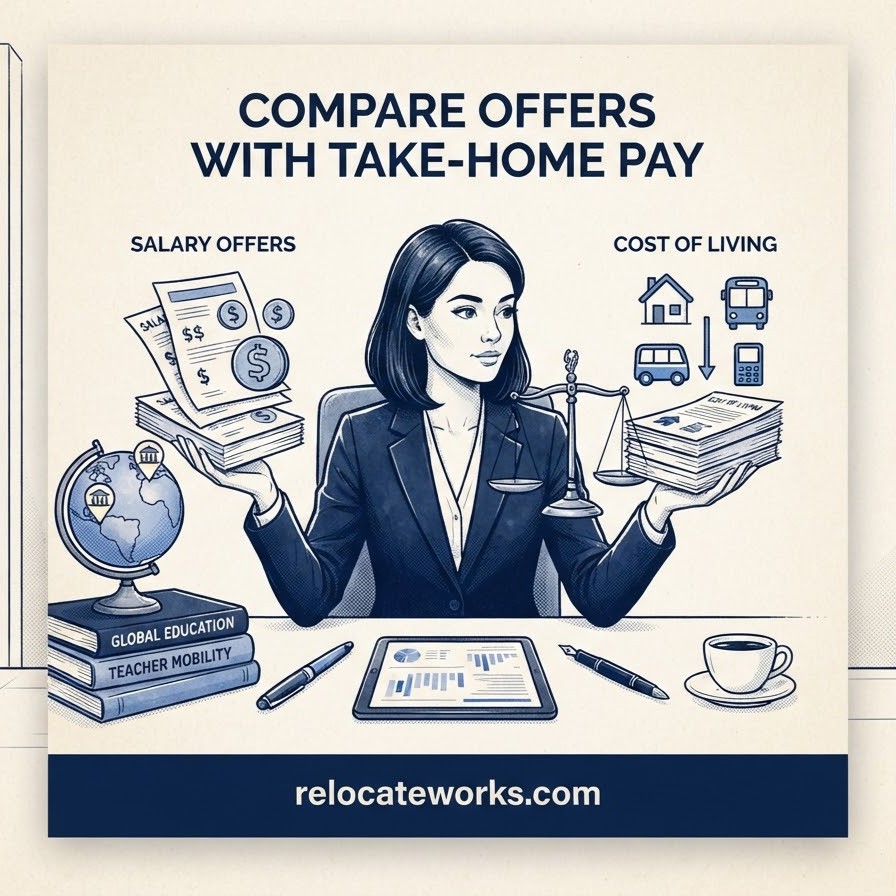 COMPARE OFFERS
WITH TAKE-HOME PAY
SALARY OFFERS
COST OF LIVING
$$
$
$
$
$
GLOBAL EDUCATION
TEACHER MOBILITY
relocateworks.com